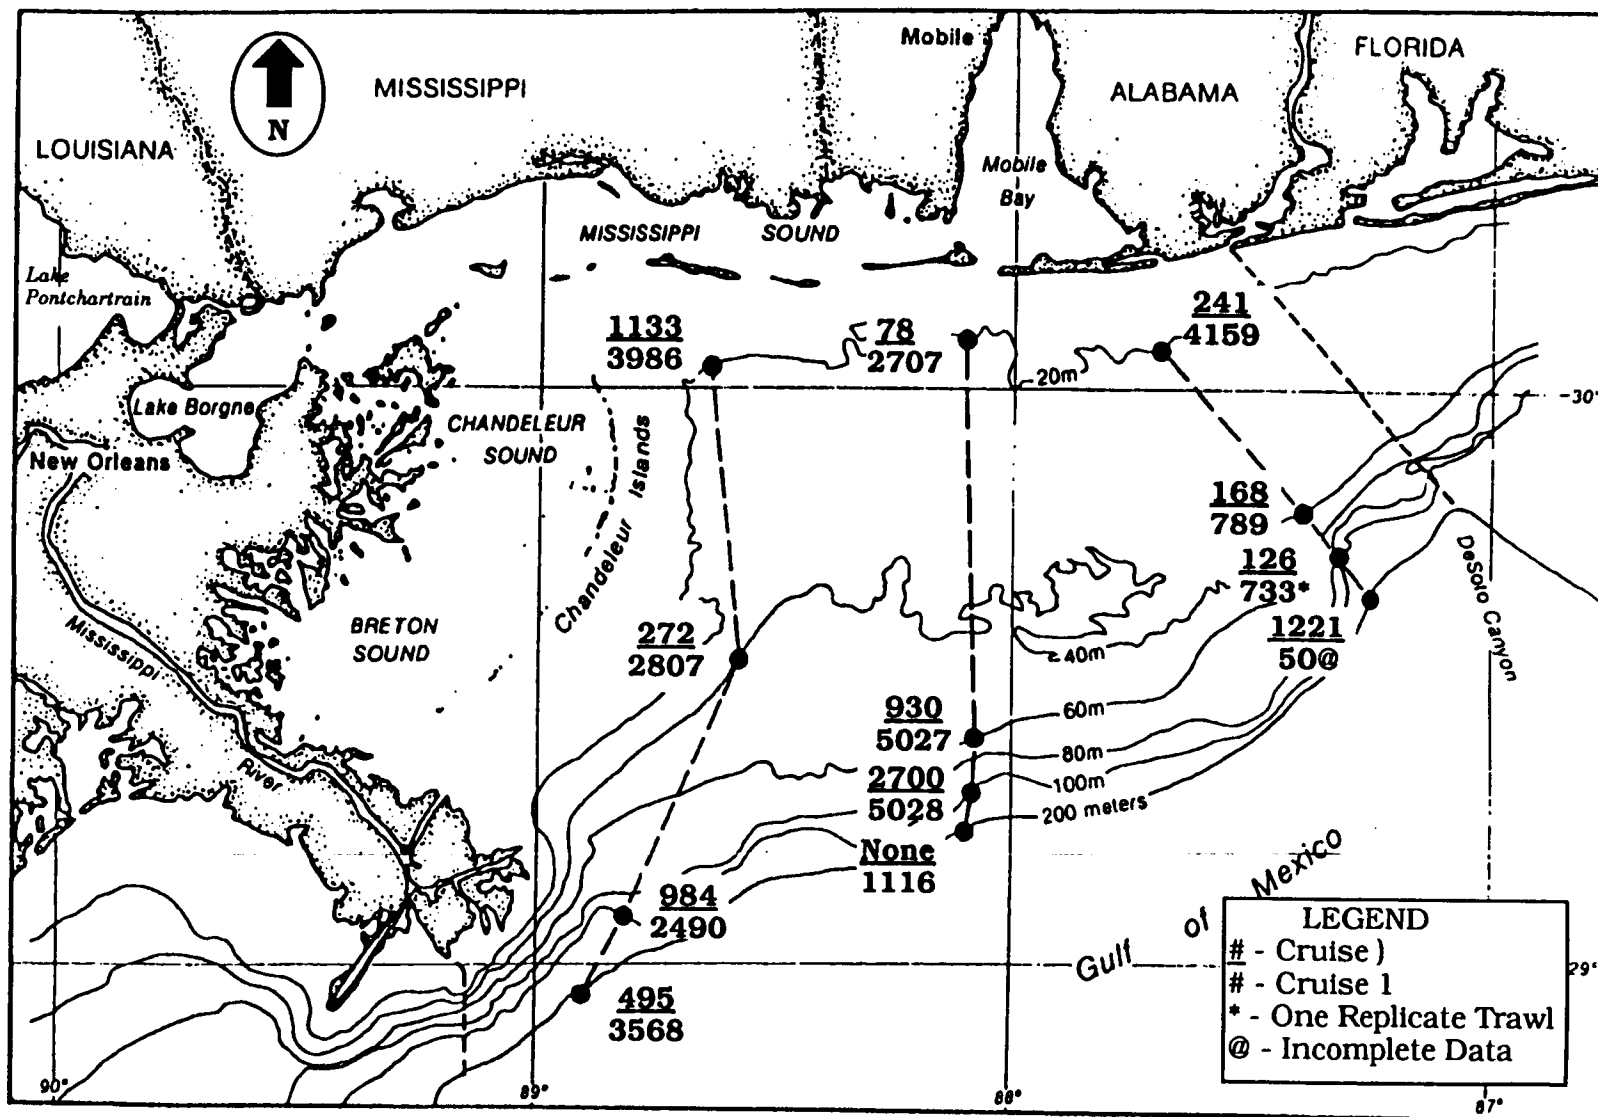 FLORIDA
Mobile
MISSISSIPPI
ALABAMA
N
LOUISIANA
Mobile
Bay
MISSISSIPPI SOUND
Lake
Pontchartrain
241
4159
1133
3986
78
2707
20m
30°
Lake Borgne
CHANDELEUR
SOUND
New Orleans
Chandeleur Islands
168
789
126
733*
DeSoto Canyon
Mississippi
River
BRETON
SOUND
272
2807
1221
50@
40m
930
5027
60m
80m
2700
5028
100m
200 meters
None
1116
984
2490
Gulf of Mexico
LEGEND
# - Cruise )
# - Cruise 1
* - One Replicate Trawl
@ - Incomplete Data
29°
495
3568
90°
89°
88°
87°